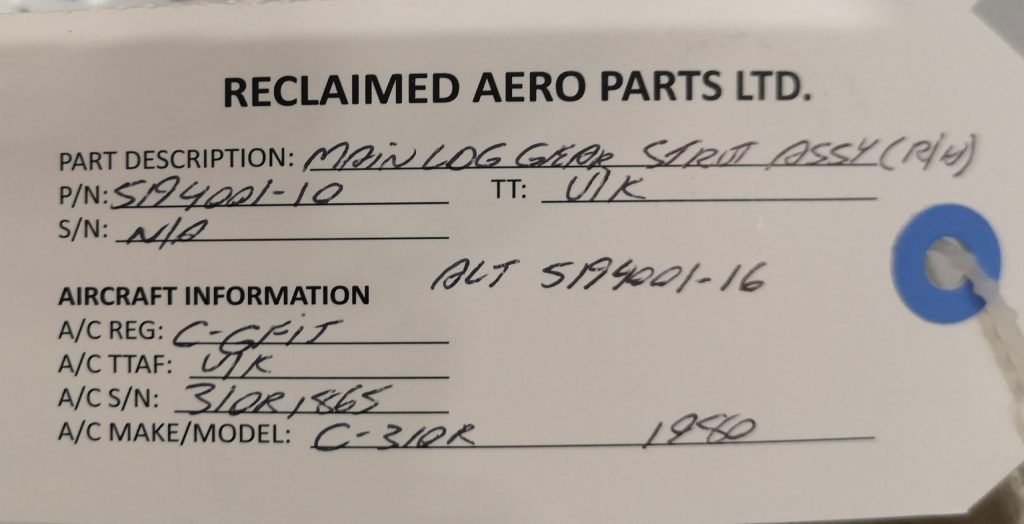 RECLAIMED AERO PARTS LTD.
PART DESCRIPTION: MAIN LDG GEAR STRUT ASSY (R/H)
P/N: 5194001-10 TT: U/K
S/N: N/A
ALT 5194001-16
AIRCRAFT INFORMATION
A/C REG: C-GFIT
A/C TTAF: U/K
A/C S/N: 310R1865
A/C MAKE/MODEL: C-310R 1980